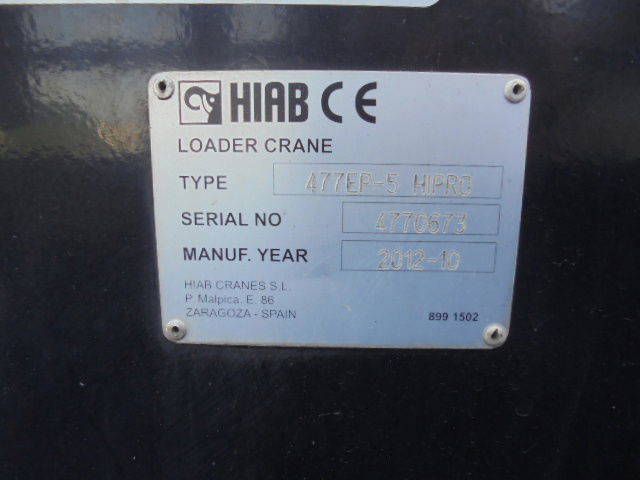 HIAB CE
LOADER CRANE
TYPE 477EP-5 HIPRO
SERIAL NO 4770673
MANUF. YEAR 2012-10
HIAB CRANES S.L.
P. Malpica, E. 86
ZARAGOZA - SPAIN 899 1502